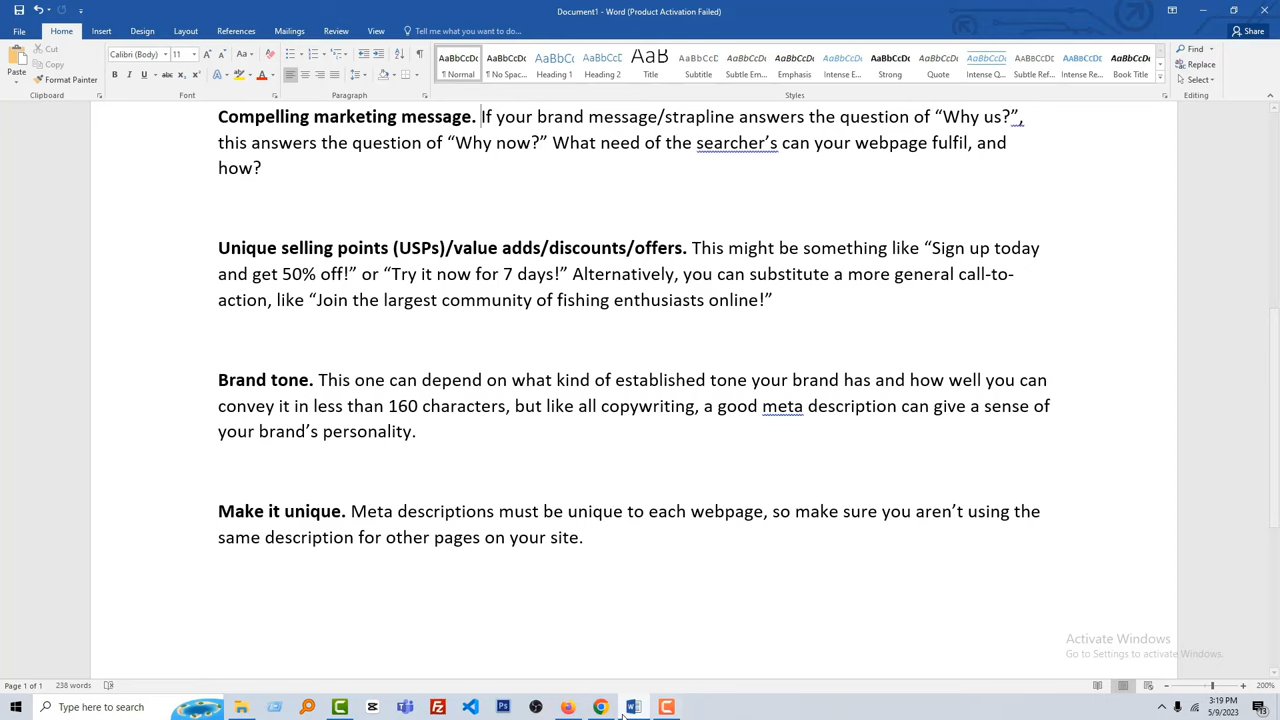 Document1 - Word (Product Activation Failed)
File Home Insert Design Layout References Mailings Review View Tell me what you want to do... Share
Paste Cut Copy Format Painter
Calibri (Body) 11
AaBbCcDc ¶ Normal
AaBbCcDc ¶ No Spac...
AaBbCc Heading 1
AaBbCcC Heading 2
AaB Title
AaBbCcC Subtitle
AaBbCcDc Subtle Em...
AaBbCcDc Emphasis
AaBbCcDc Intense E...
AaBbCcDc Strong
AaBbCcDc Quote
AaBbCcDc Intense Q...
AaBbCcDc Subtle Ref...
AaBbCcDc Intense Re...
AaBbCcDc Book Title
Find
Replace
Select
Clipboard Font Paragraph Styles Editing
Compelling marketing message. If your brand message/strapline answers the question of “Why us?”,
this answers the question of “Why now?” What need of the searcher’s can your webpage fulfil, and
how?
Unique selling points (USPs)/value adds/discounts/offers. This might be something like “Sign up today
and get 50% off!” or “Try it now for 7 days!” Alternatively, you can substitute a more general call-to-
action, like “Join the largest community of fishing enthusiasts online!”
Brand tone. This one can depend on what kind of established tone your brand has and how well you can
convey it in less than 160 characters, but like all copywriting, a good meta description can give a sense of
your brand’s personality.
Make it unique. Meta descriptions must be unique to each webpage, so make sure you aren’t using the
same description for other pages on your site.
Activate Windows
Go to Settings to activate Windows.
Page 1 of 1 238 words 200%
Type here to search
3:19 PM
5/9/2023